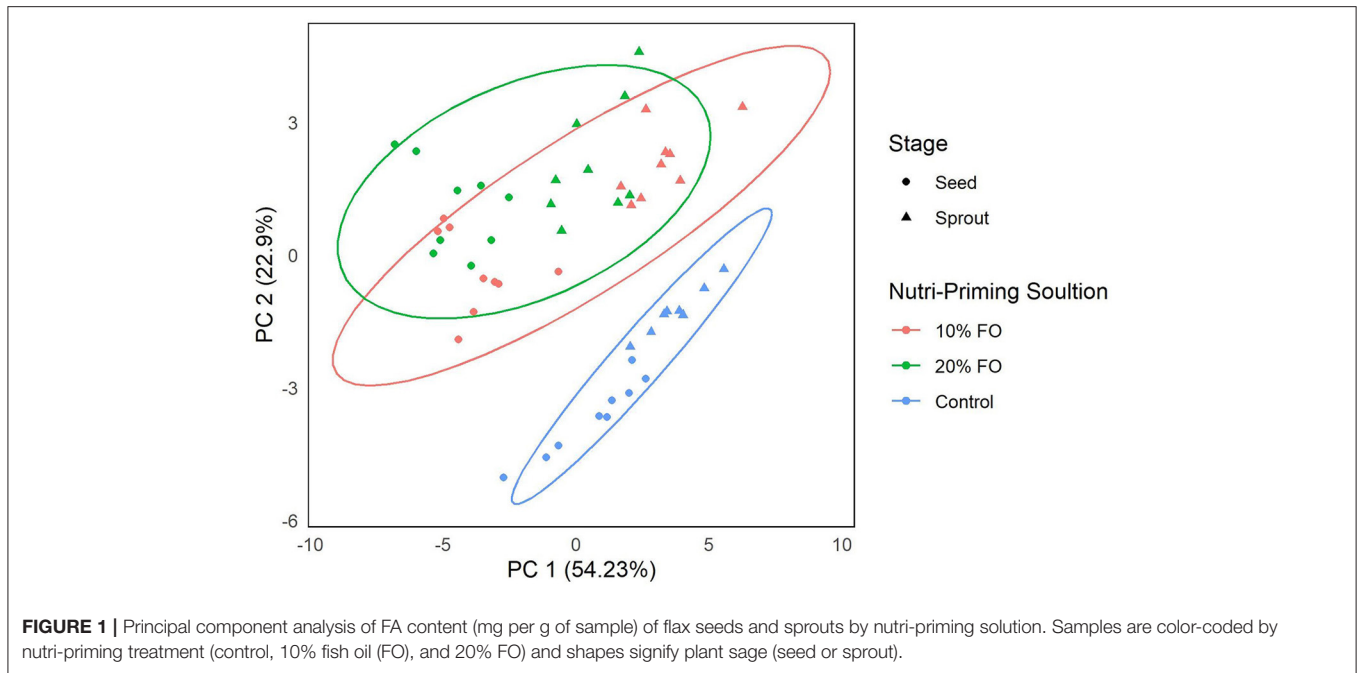 3
0
-3
-6
PC 2 (22.9%)
-10
-5
0
5
10
PC 1 (54.23%)
Stage
Seed
Sprout
Nutri-Priming Soultion
10% FO
20% FO
Control
FIGURE 1 | Principal component analysis of FA content (mg per g of sample) of flax seeds and sprouts by nutri-priming solution. Samples are color-coded by
nutri-priming treatment (control, 10% fish oil (FO), and 20% FO) and shapes signify plant sage (seed or sprout).